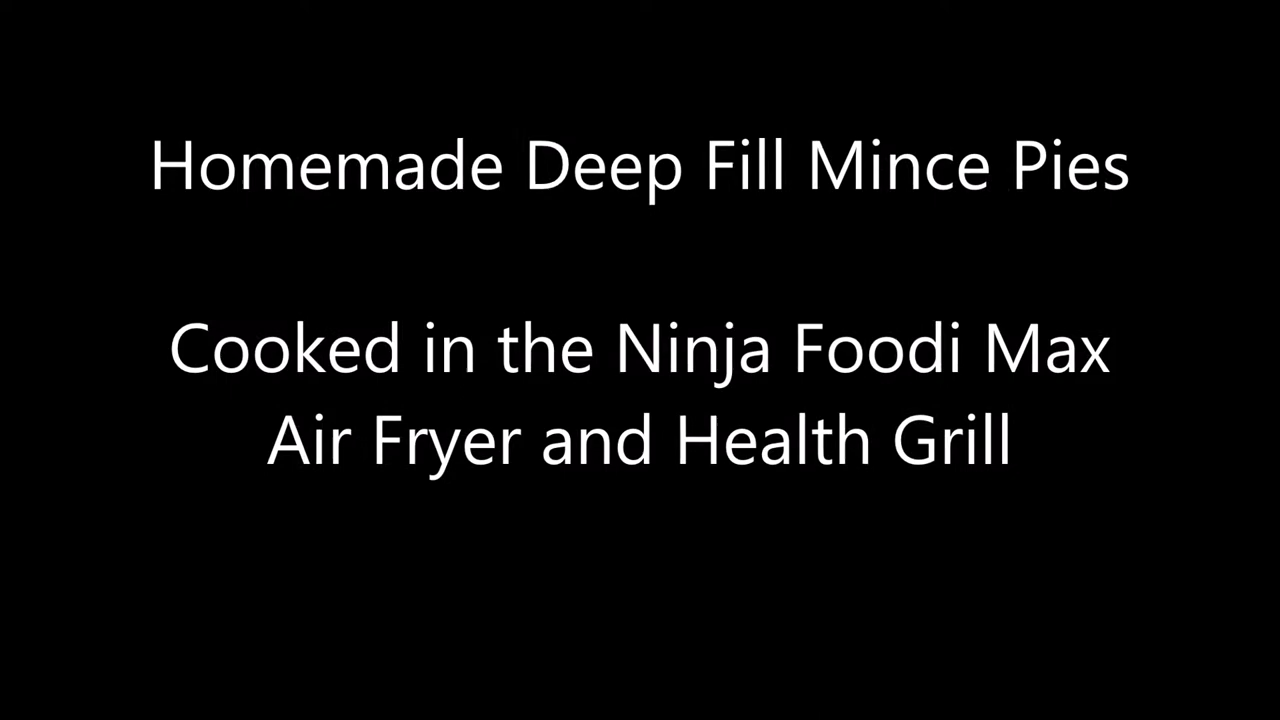 Homemade Deep Fill Mince Pies
Cooked in the Ninja Foodi Max
Air Fryer and Health Grill